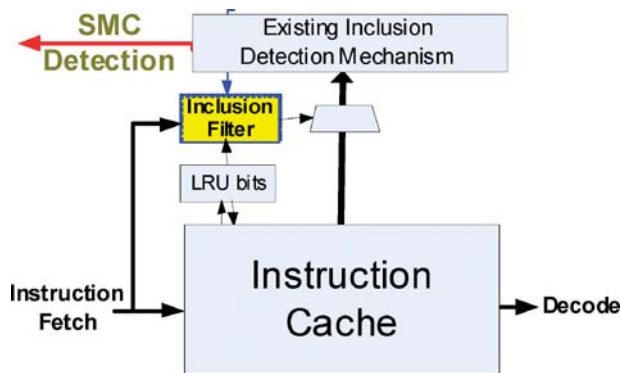 SMC
Detection
Existing Inclusion
Detection Mechanism
Inclusion
Filter
LRU bits
Instruction
Fetch
Instruction
Cache
Decode